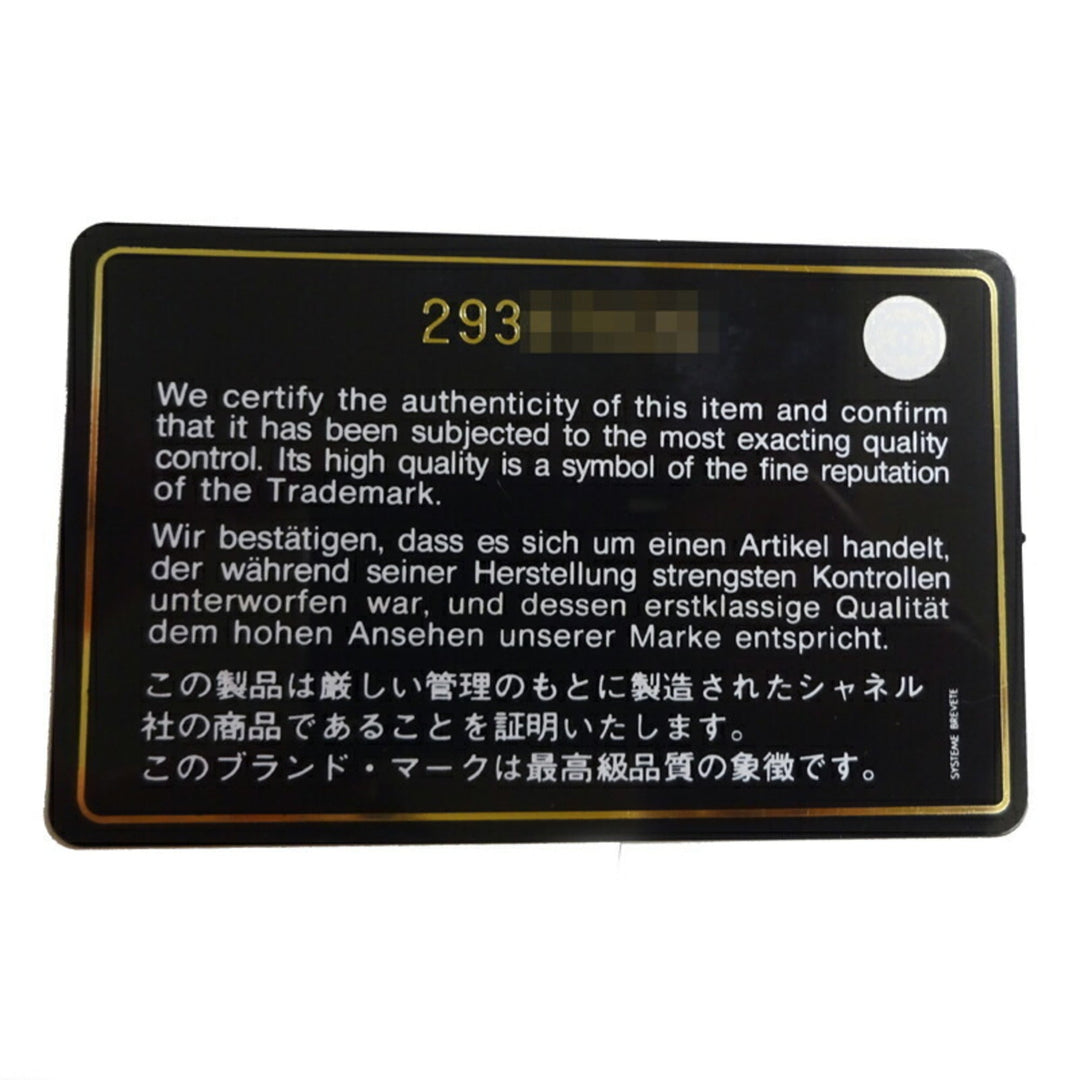 293
We certify the authenticity of this item and confirm
that it has been subjected to the most exacting quality
control. Its high quality is a symbol of the fine reputation
of the Trademark.
Wir bestätigen, dass es sich um einen Artikel handelt,
der während seiner Herstellung strengsten Kontrollen
unterworfen war, und dessen erstklassige Qualität
dem hohen Ansehen unserer Marke entspricht.
この製品は厳しい管理のもとに製造されたシャネル
社の商品であることを証明いたします。
このブランド・マークは最高級品質の象徴です。
SYSTEME BREVETE